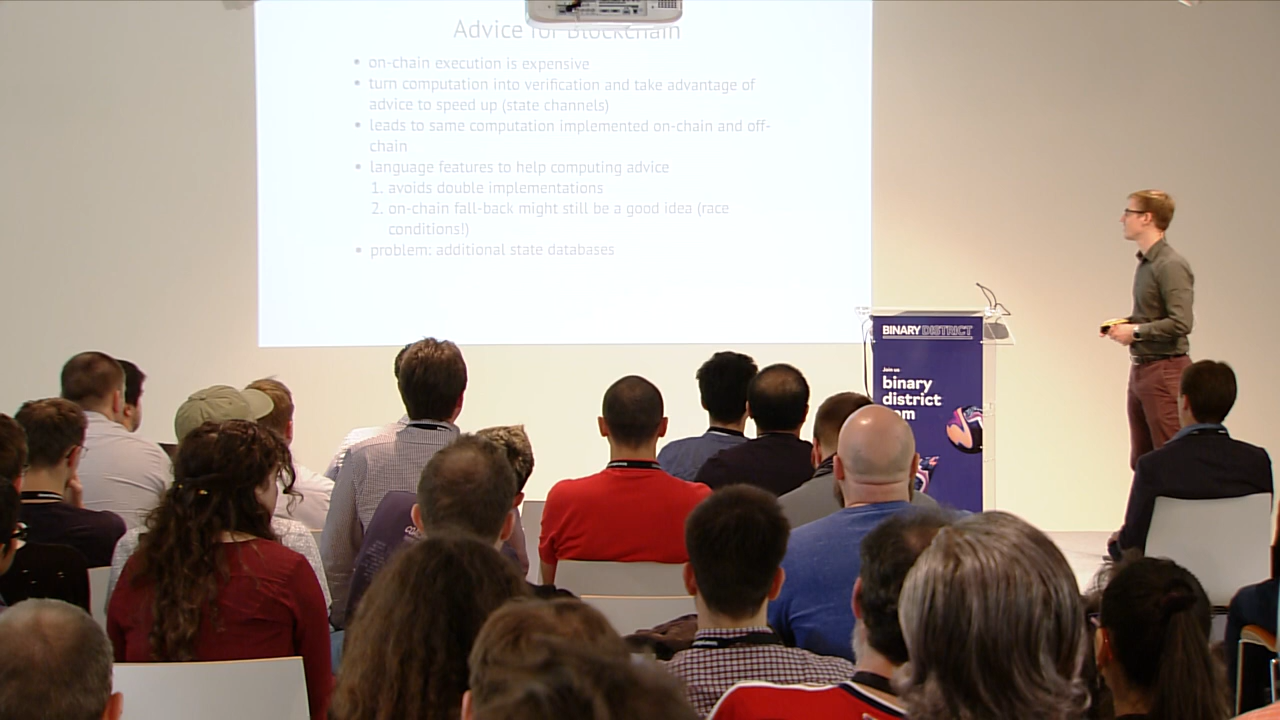 Advice for Blockchain
• on-chain execution is expensive
• turn computation into verification and take advantage of
advice to speed up (state channels)
• leads to same computation implemented on-chain and off-
chain
• language features to help computing advice
1. avoids double implementations
2. on-chain fall-back might still be a good idea (race
conditions!)
• problem: additional state databases
BINARY DISTRICT
Join us
binary
district